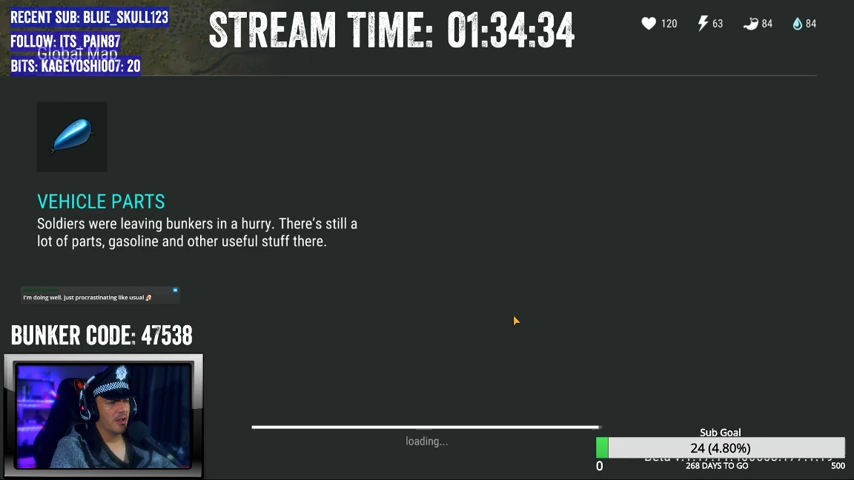 RECENT SUB: BLUE_SKULL123
FOLLOW: ITS_PAIN87
Global Map
BITS: KAGEYOSHI007: 20
STREAM TIME: 01:34:34
120
63
84
84
VEHICLE PARTS
Soldiers were leaving bunkers in a hurry. There's still a
lot of parts, gasoline and other useful stuff there.
I'm doing well. just procrastinating like usual
BUNKER CODE: 47538
loading...
Sub Goal
24 (4.80%)
0
268 DAYS TO GO
500